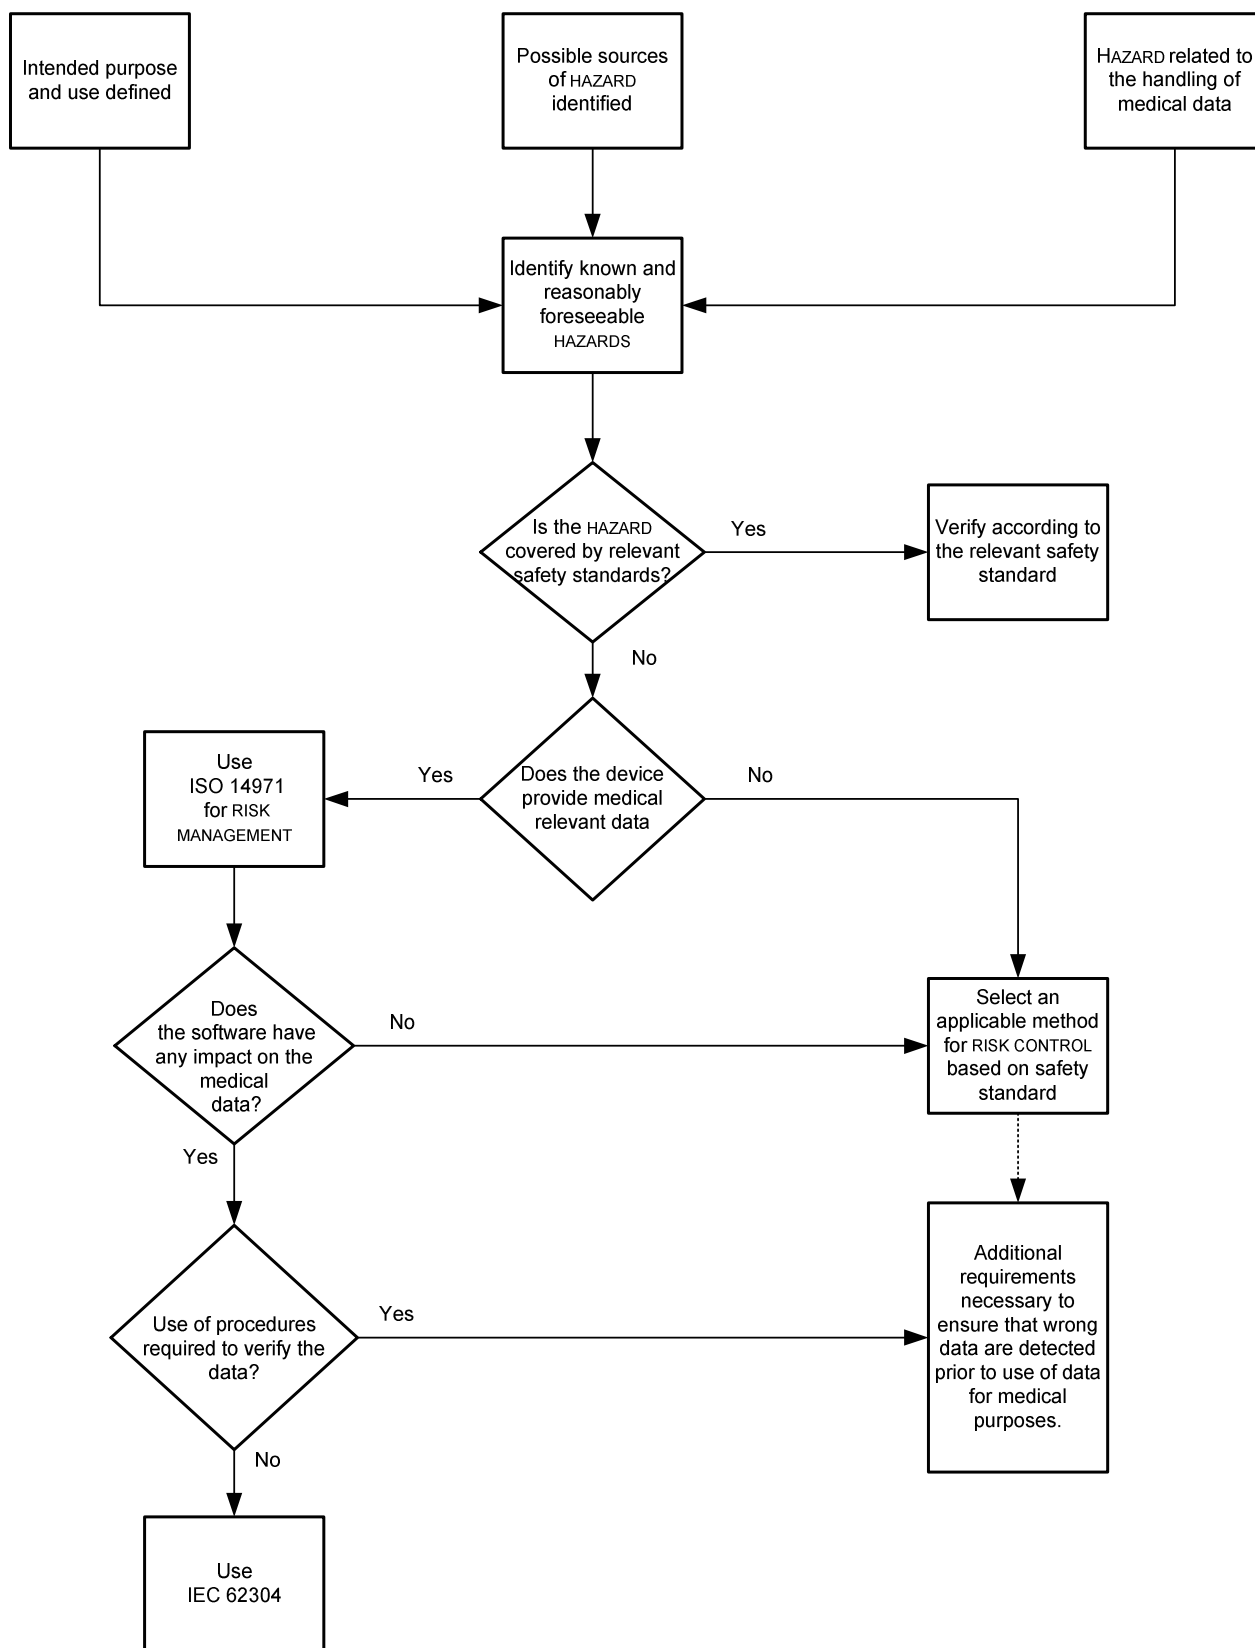 Intended purpose
and use defined
Possible sources
of HAZARD
identified
HAZARD related to
the handling of
medical data
Identify known and
reasonably
foreseeable
HAZARDS
Is the HAZARD
covered by relevant
safety standards?
Yes
Verify according to
the relevant safety
standard
No
Use
ISO 14971
for RISK
MANAGEMENT
Yes
Does the device
provide medical
relevant data
No
Does
the software have
any impact on the
medical
data?
No
Select an
applicable method
for RISK CONTROL
based on safety
standard
Yes
Use of procedures
required to verify the
data?
Yes
Additional
requirements
necessary to
ensure that wrong
data are detected
prior to use of data
for medical
purposes.
No
Use
IEC 62304